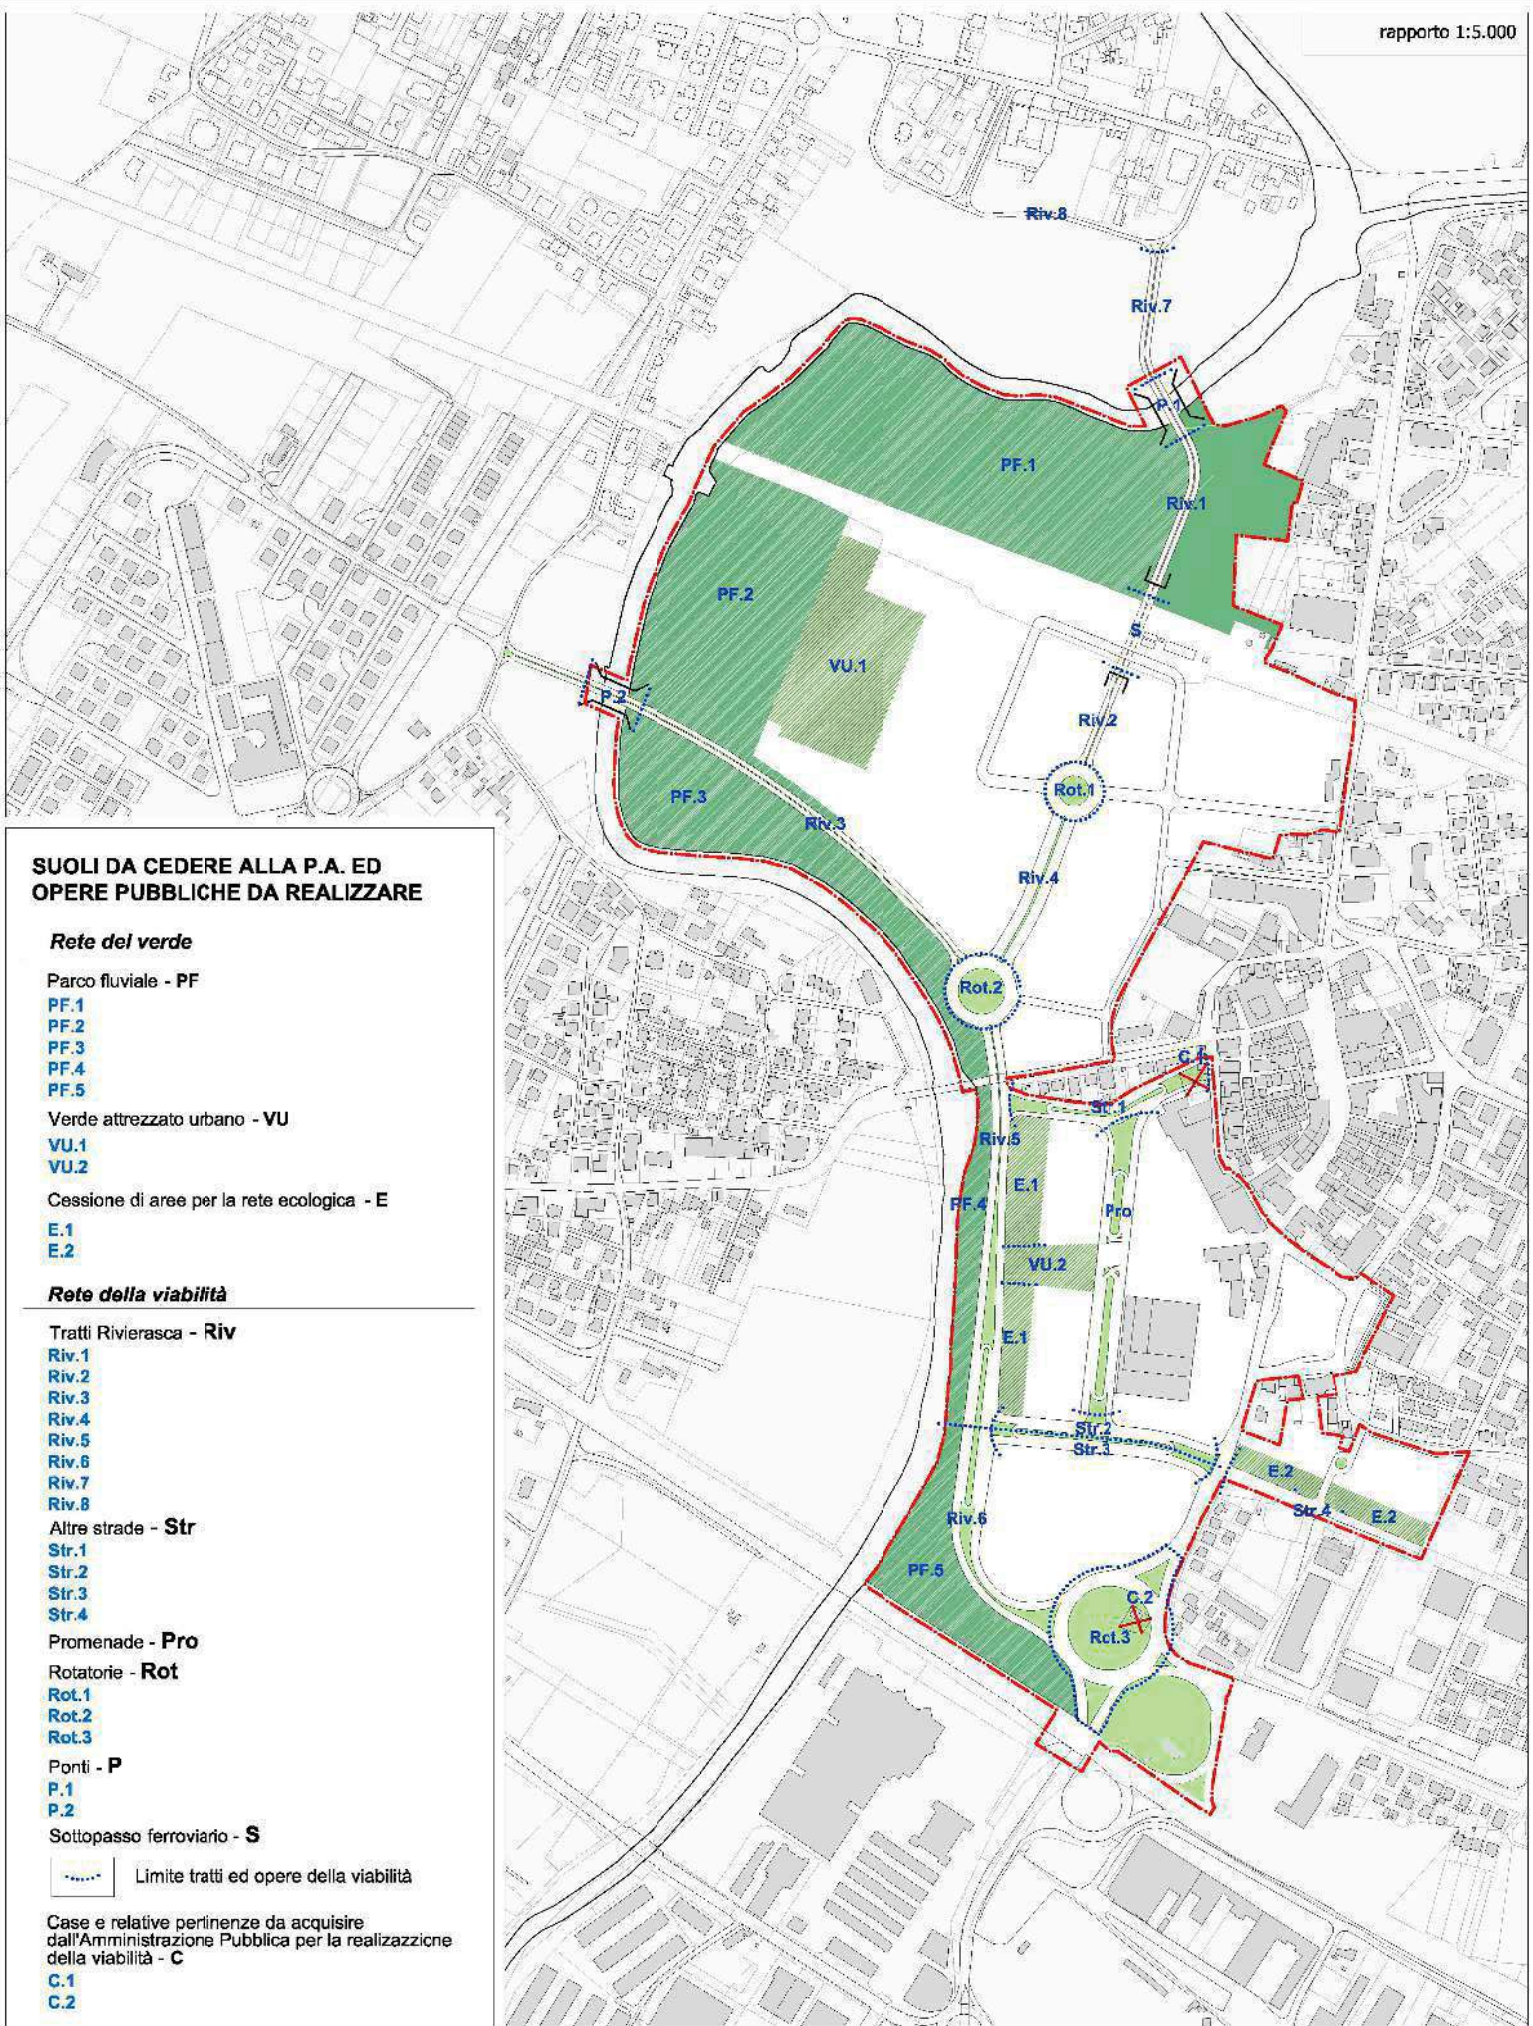 rapporto 1:5.000
Riv.8
Riv.7
P.1
PF.1
Riv.1
PF.2
S
VU.1
P.2
Riv.2
Rot.1
PF.3
Riv.3
Riv.4
Rot.2
C.1
Str.1
Riv.5
E.1
PF.4
Pro
VU.2
E.1
Str.2
Str.3
E.2
Str.4
E.2
Riv.6
PF.5
C.2
Rot.3
SUOLI DA CEDERE ALLA P.A. ED
OPERE PUBBLICHE DA REALIZZARE
Rete del verde
Parco fluviale - PF
PF.1
PF.2
PF.3
PF.4
PF.5
Verde attrezzato urbano - VU
VU.1
VU.2
Cessione di aree per la rete ecologica - E
E.1
E.2
Rete della viabilità
Tratti Rivierasca - Riv
Riv.1
Riv.2
Riv.3
Riv.4
Riv.5
Riv.6
Riv.7
Riv.8
Altre strade - Str
Str.1
Str.2
Str.3
Str.4
Promenade - Pro
Rotatorie - Rot
Rot.1
Rot.2
Rot.3
Ponti - P
P.1
P.2
Sottopasso ferroviario - S
Limite tratti ed opere della viabilità
Case e relative pertinenze da acquisire
dall'Amministrazione Pubblica per la realizazzione
della viabilità - C
C.1
C.2